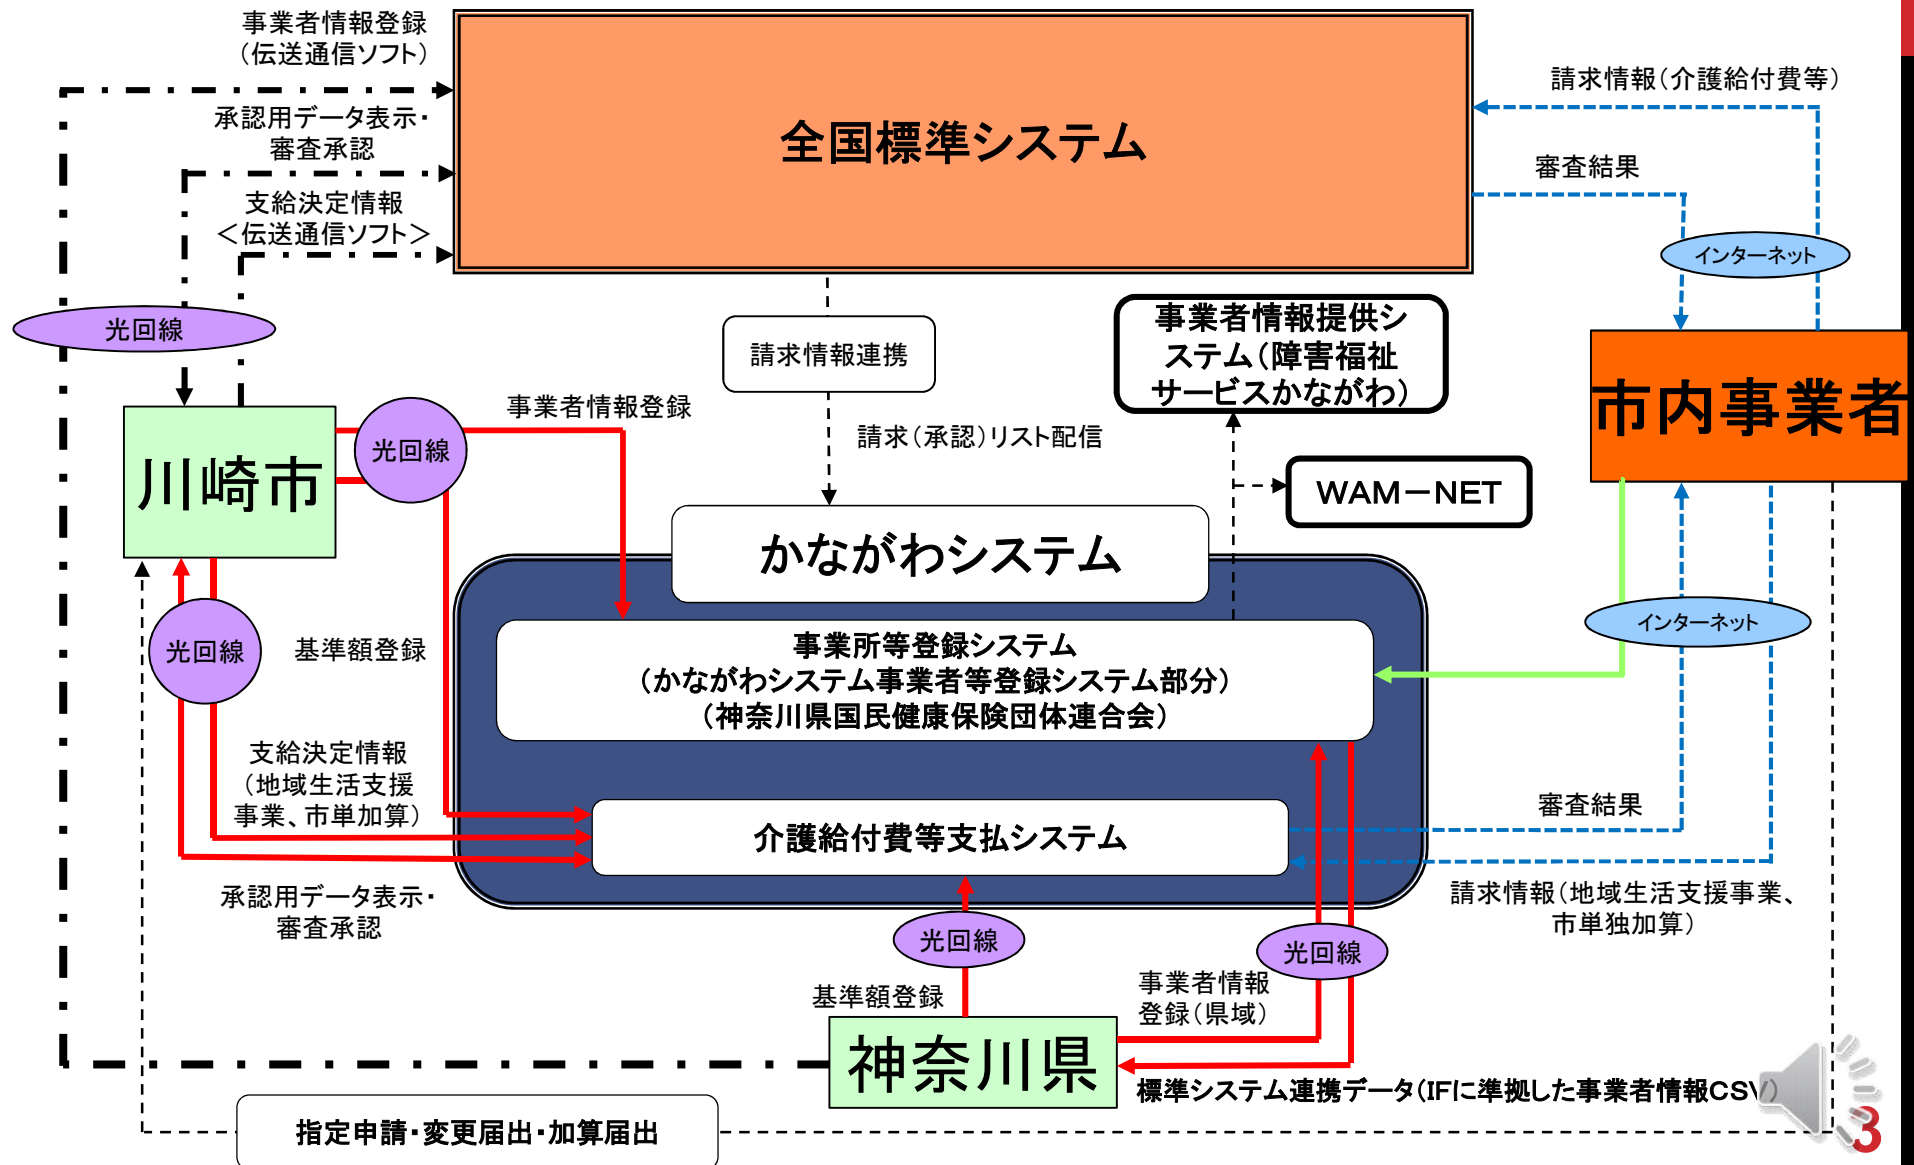 事業者情報登録
（伝送通信ソフト）
承認用データ表示・
審査承認
支給決定情報
＜伝送通信ソフト＞
全国標準システム
請求情報（介護給付費等）
審査結果
インターネット
光回線
請求情報連携
事業者情報提供シ
ステム（障害福祉
サービスかながわ）
市内事業者
川崎市
光回線
事業者情報登録
請求（承認）リスト配信
WAM－NET
かながわシステム
光回線
基準額登録
事業所等登録システム
（かながわシステム事業者等登録システム部分）
（神奈川県国民健康保険団体連合会）
インターネット
支給決定情報
（地域生活支援
事業、市単加算）
介護給付費等支払システム
審査結果
承認用データ表示・
審査承認
請求情報（地域生活支援事業、
市単独加算）
光回線
光回線
基準額登録
事業者情報
登録（県域）
神奈川県
標準システム連携データ（IFに準拠した事業者情報CSV）
指定申請・変更届出・加算届出
3